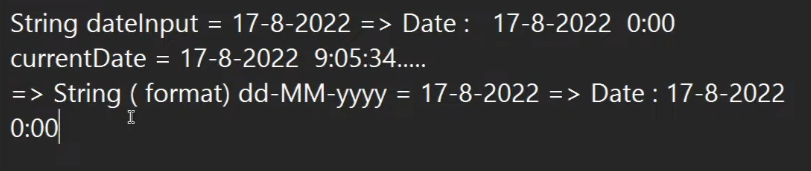 String dateInput = 17-8-2022 => Date :   17-8-2022  0:00
currentDate = 17-8-2022  9:05:34.....
=> String ( format) dd-MM-yyyy = 17-8-2022 => Date : 17-8-2022
0:00